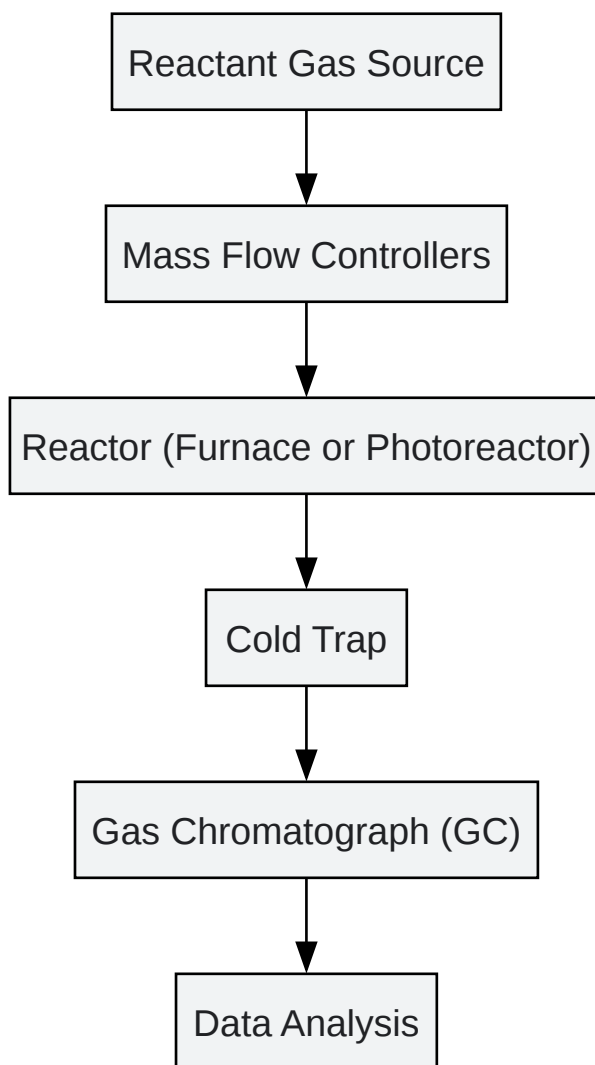 Reactant Gas Source
Mass Flow Controllers
Reactor (Furnace or Photoreactor)
Cold Trap
Gas Chromatograph (GC)
Data Analysis